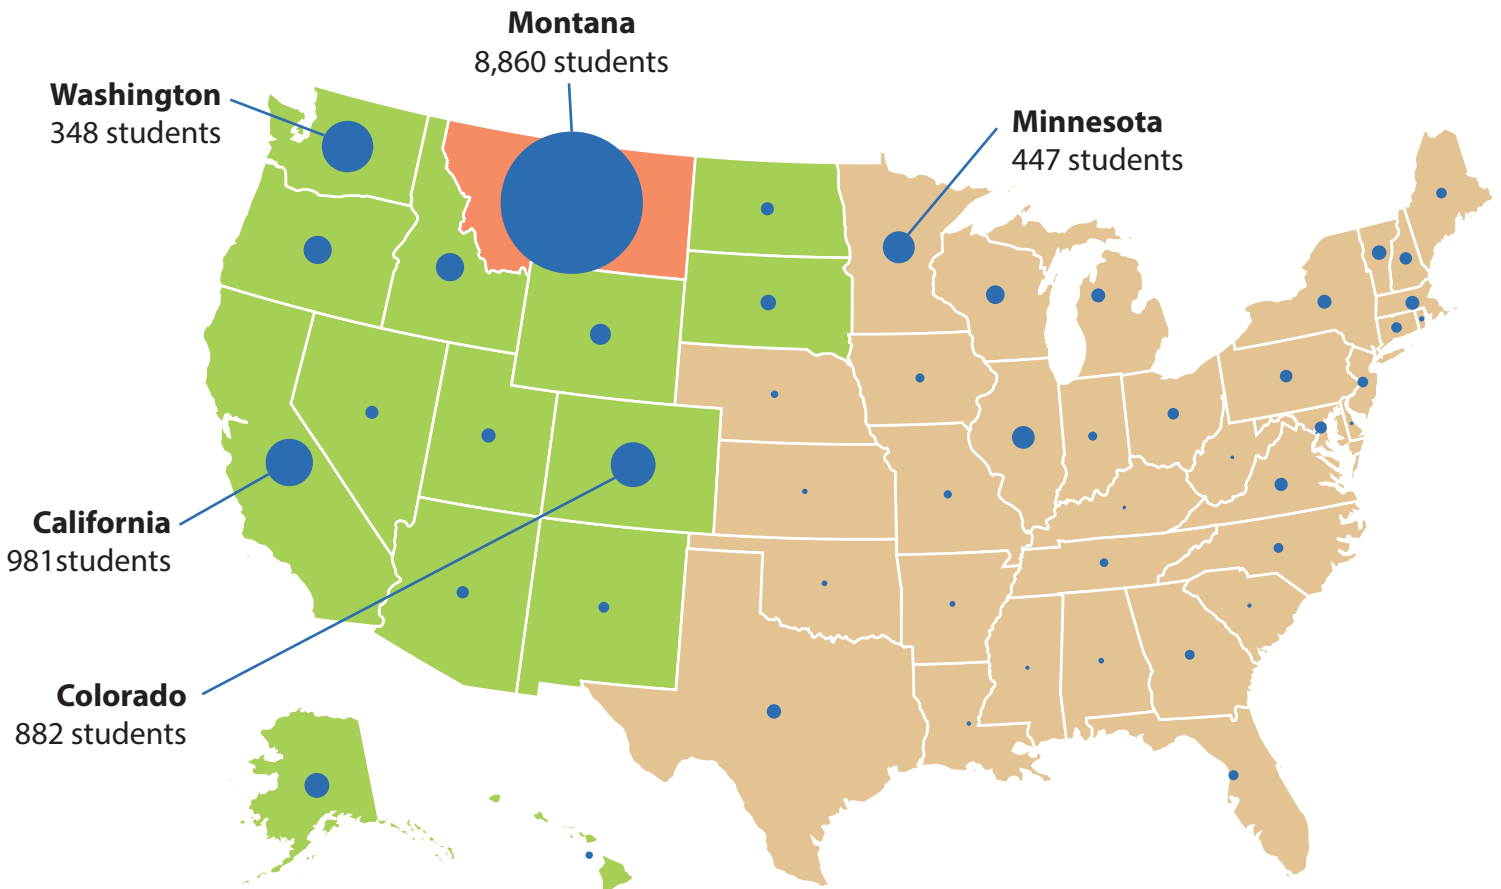 Montana
8,860 students
Washington
348 students
Minnesota
447 students
California
981students
Colorado
882 students